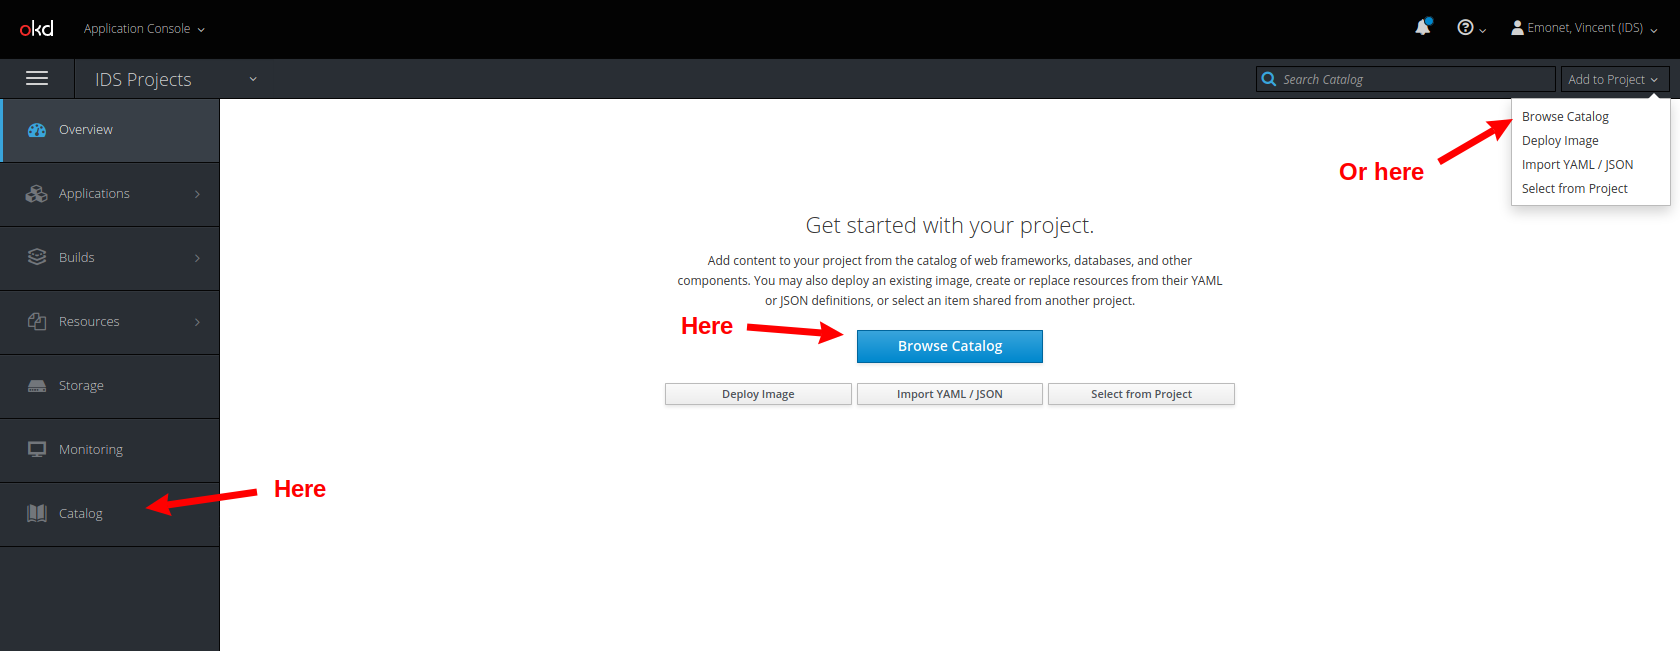 okd
Application Console
Emonet, Vincent (IDS)
IDS Projects
Search Catalog
Add to Project
Browse Catalog
Deploy Image
Import YAML / JSON
Select from Project
Or here
Overview
Applications
Builds
Resources
Storage
Monitoring
Catalog
Here
Get started with your project.
Add content to your project from the catalog of web frameworks, databases, and other
components. You may also deploy an existing image, create or replace resources from their YAML
or JSON definitions, or select an item shared from another project.
Here
Browse Catalog
Deploy Image
Import YAML / JSON
Select from Project